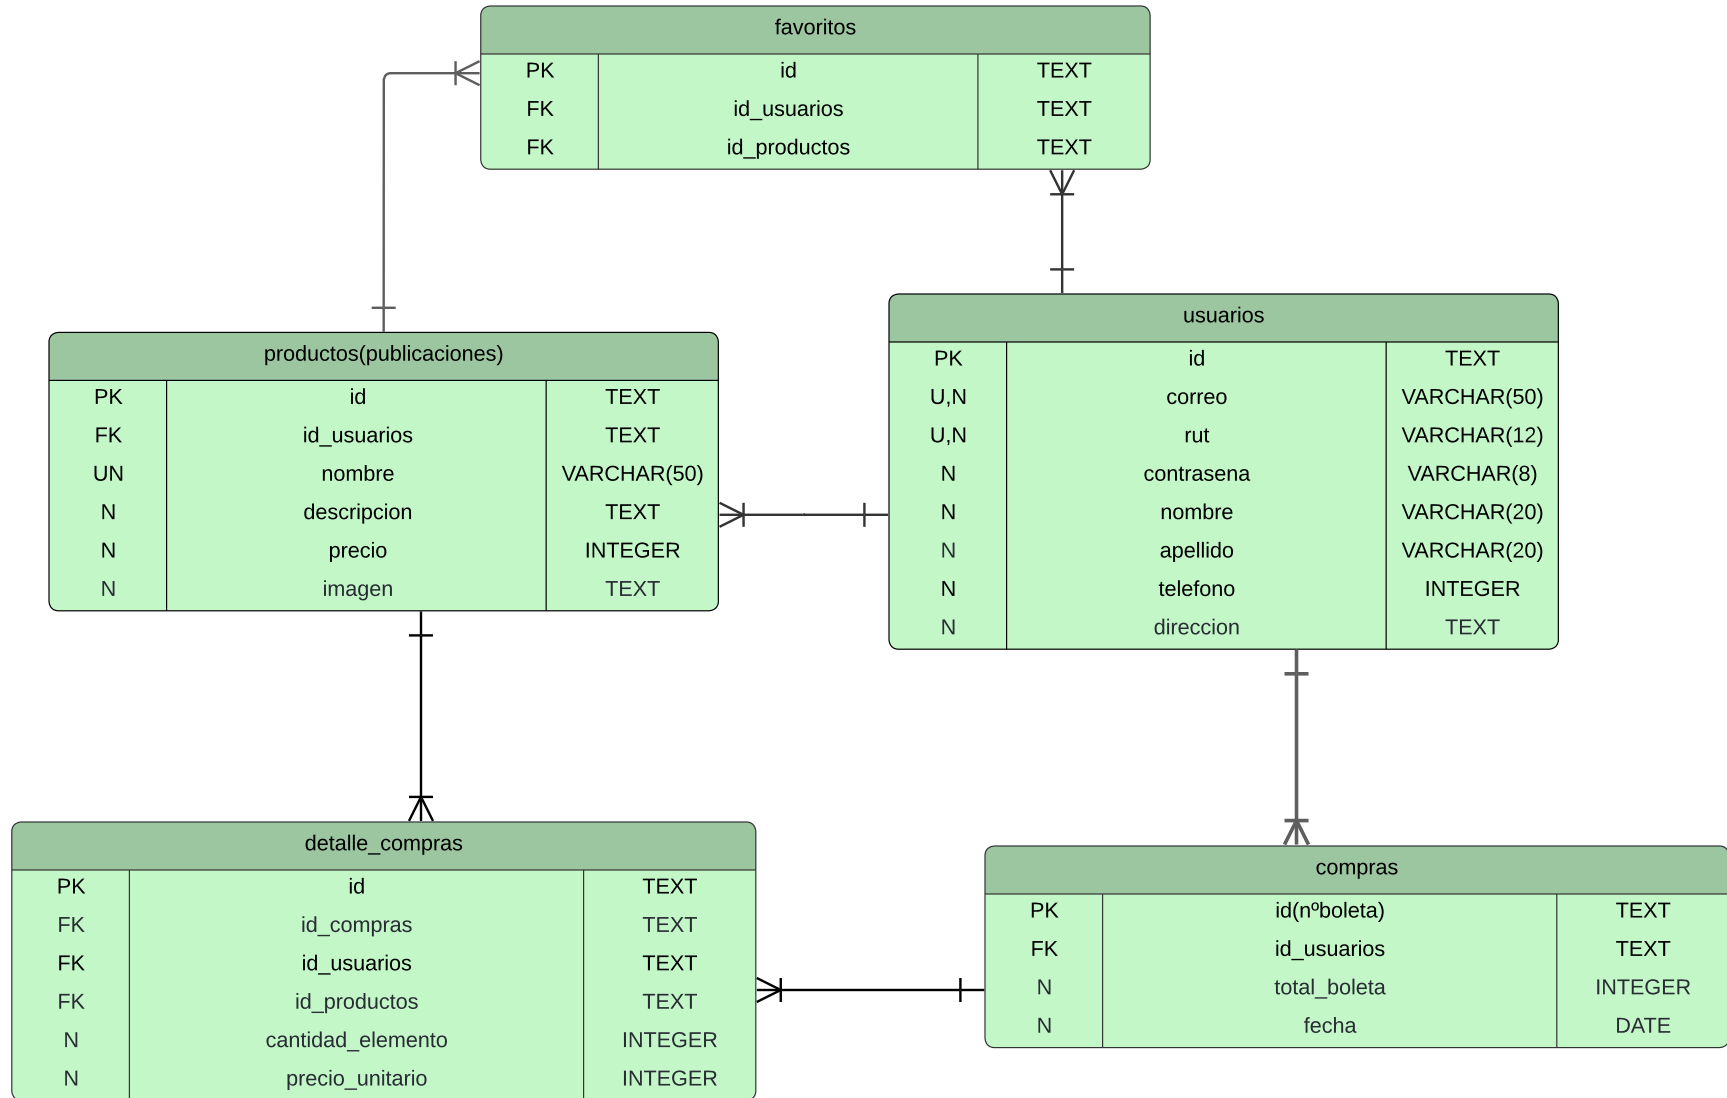 favoritos
PK id TEXT
FK id_usuarios TEXT
FK id_productos TEXT
productos(publicaciones)
PK id TEXT
FK id_usuarios TEXT
UN nombre VARCHAR(50)
N descripcion TEXT
N precio INTEGER
N imagen TEXT
usuarios
PK id TEXT
U,N correo VARCHAR(50)
U,N rut VARCHAR(12)
N contrasena VARCHAR(8)
N nombre VARCHAR(20)
N apellido VARCHAR(20)
N telefono INTEGER
N direccion TEXT
detalle_compras
PK id TEXT
FK id_compras TEXT
FK id_usuarios TEXT
FK id_productos TEXT
N cantidad_elemento INTEGER
N precio_unitario INTEGER
compras
PK id(nºboleta) TEXT
FK id_usuarios TEXT
N total_boleta INTEGER
N fecha DATE